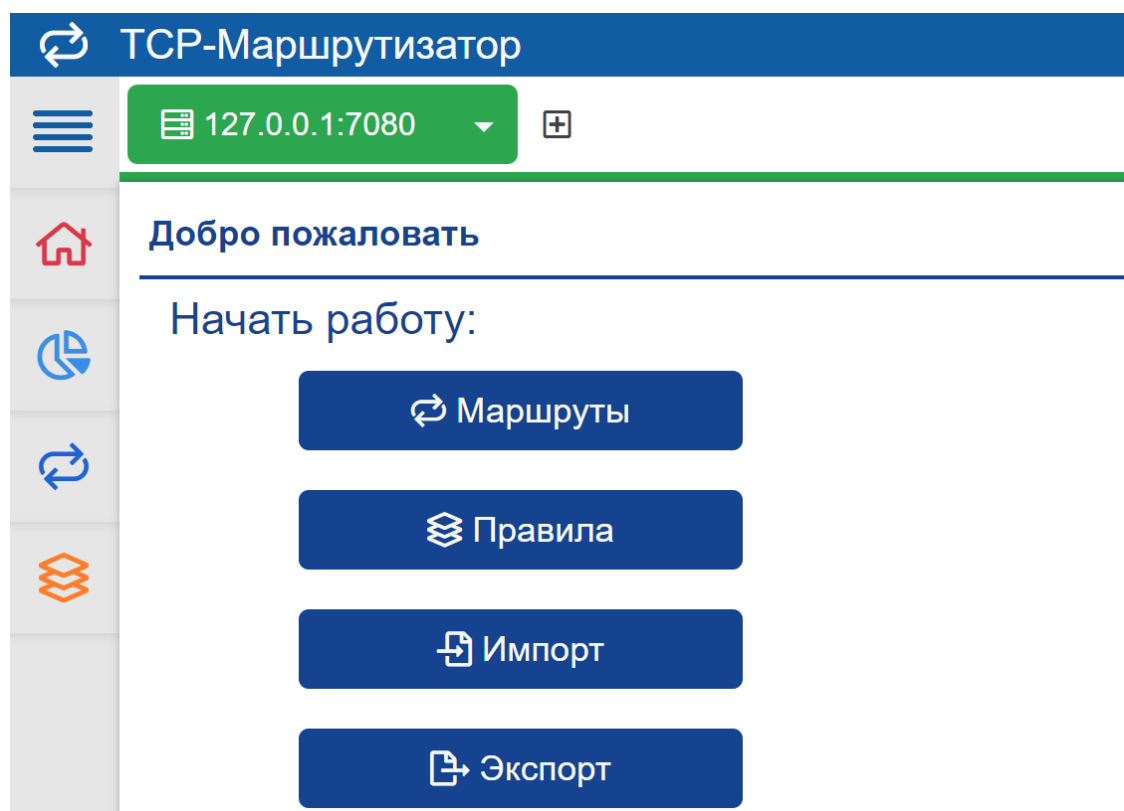 TCP-Маршрутизатор
127.0.0.1:7080
Добро пожаловать
Начать работу:
Маршруты
Правила
Импорт
Экспорт